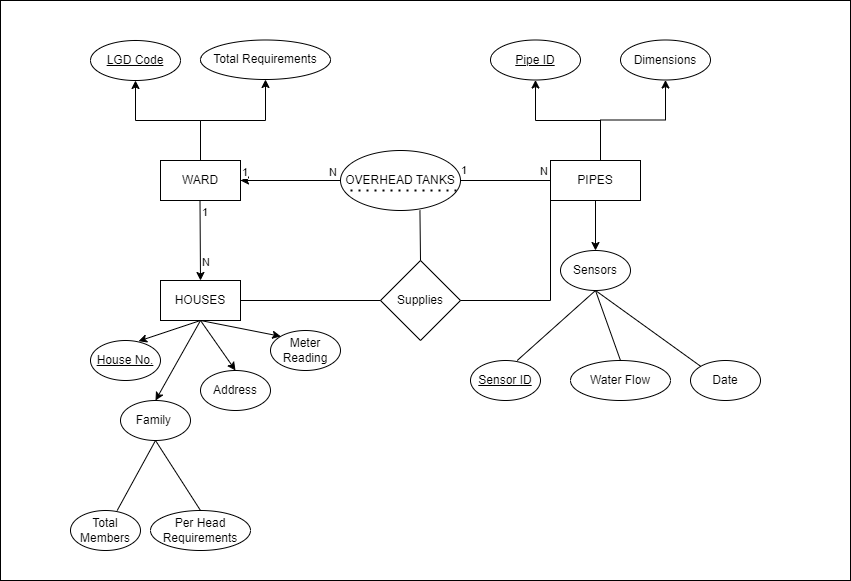 LGD Code
Total Requirements
Pipe ID
Dimensions
WARD
1
N
OVERHEAD TANKS
1
N
PIPES
1
N
Sensors
HOUSES
Supplies
House No.
Meter
Reading
Address
Sensor ID
Water Flow
Date
Family
Total
Members
Per Head
Requirements